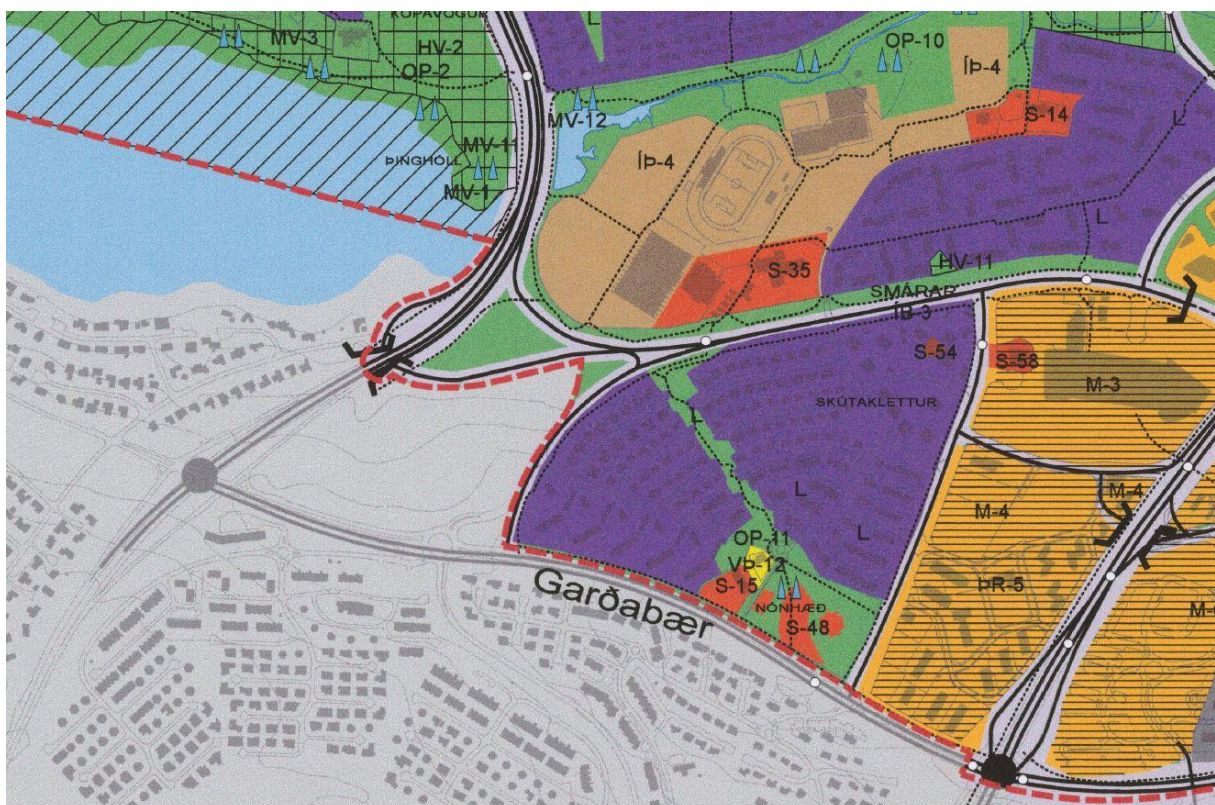 KÓPAVOGUR
L
MV-3
HV-2
OP-2
OP-10
ÍÞ-4
MV-12
S-14
L
MV-11
ÞINGHÓLL
ÍÞ-4
MV-1
L
S-35
HV-11
SMÁRAR
ÍB-3
S-54
S-58
M-3
SKÚTAKLETTUR
L
L
M-4
M-4
OP-11
L
VÞ-12
S-15
ÞR-5
NÓNHÆÐ
S-48
Garðabær